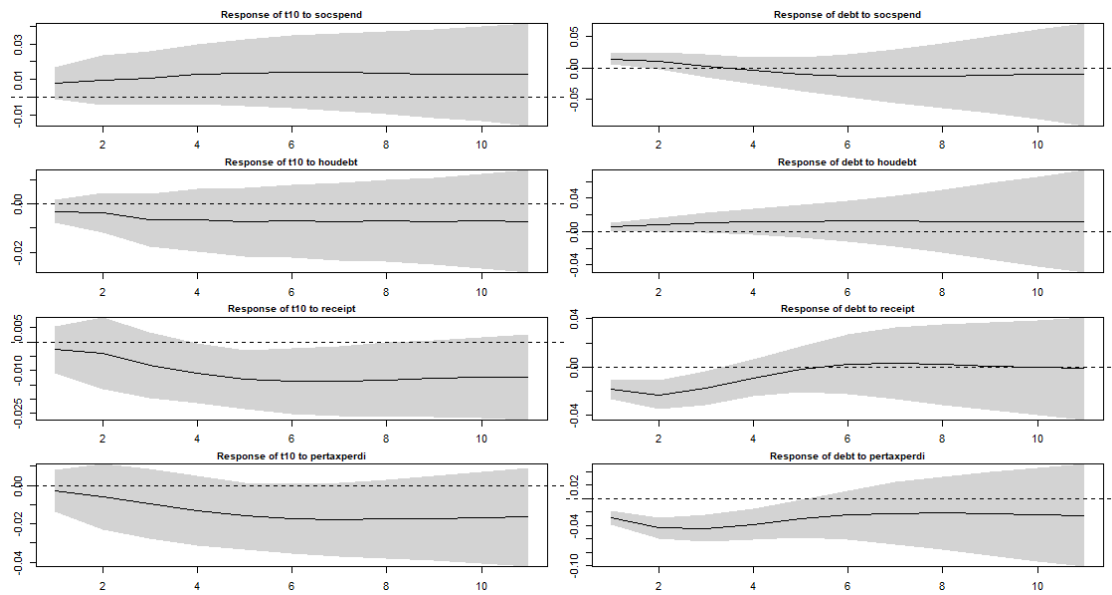 Response of t10 to socspend
0.03
0.01
-0.01
2 4 6 8 10
Response of debt to socspend
0.05
0.00
-0.05
2 4 6 8 10
Response of t10 to houdebt
0.00
-0.02
2 4 6 8 10
Response of debt to houdebt
0.04
0.00
-0.04
2 4 6 8 10
Response of t10 to receipt
0.005
-0.010
-0.025
2 4 6 8 10
Response of debt to receipt
0.04
0.00
-0.04
2 4 6 8 10
Response of t10 to pertaxperdi
0.00
-0.02
-0.04
2 4 6 8 10
Response of debt to pertaxperdi
0.02
-0.04
-0.10
2 4 6 8 10